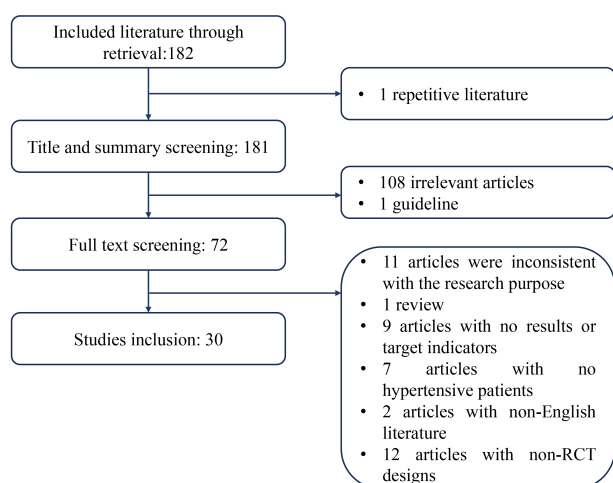 Included literature through
retrieval:182
• 1 repetitive literature
Title and summary screening: 181
• 108 irrelevant articles
• 1 guideline
Full text screening: 72
• 11 articles were inconsistent
with the research purpose
• 1 review
• 9 articles with no results or
target indicators
• 7 articles with no
hypertensive patients
• 2 articles with non-English
literature
• 12 articles with non-RCT
designs
Studies inclusion: 30